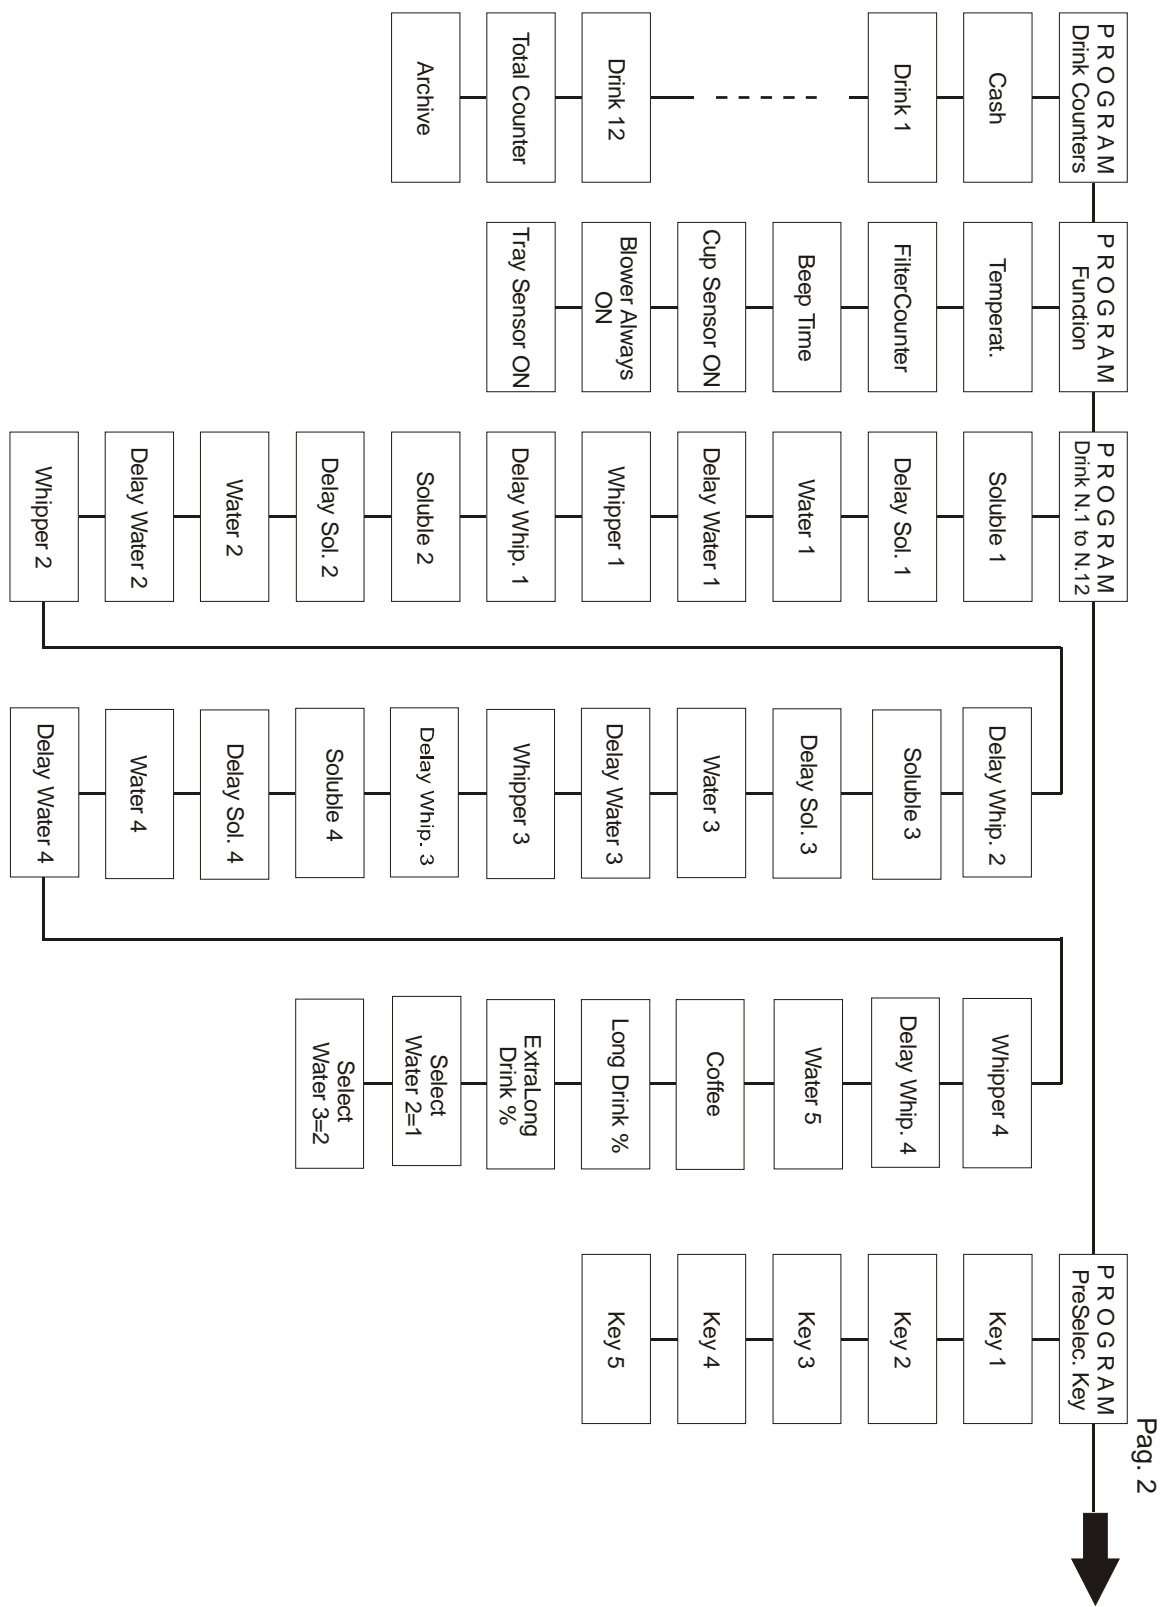 P R O G R A M
Drink Counters
Cash
Drink 1
Drink 12
Total Counter
Archive
P R O G R A M
Function
Temperat.
FilterCounter
Beep Time
Cup Sensor ON
Blower Always
ON
Tray Sensor ON
P R O G R A M
Drink N.1 to N.12
Soluble 1
Delay Sol. 1
Water 1
Delay Water 1
Whipper 1
Delay Whip. 1
Soluble 2
Delay Sol. 2
Water 2
Delay Water 2
Whipper 2
Delay Whip. 2
Soluble 3
Delay Sol. 3
Water 3
Delay Water 3
Whipper 3
Delay Whip. 3
Soluble 4
Delay Sol. 4
Water 4
Delay Water 4
Whipper 4
Delay Whip. 4
Water 5
Coffee
Long Drink %
ExtraLong
Drink %
Select
Water 2=1
Select
Water 3=2
P R O G R A M
PreSelec. Key
Key 1
Key 2
Key 3
Key 4
Key 5
Pag. 2